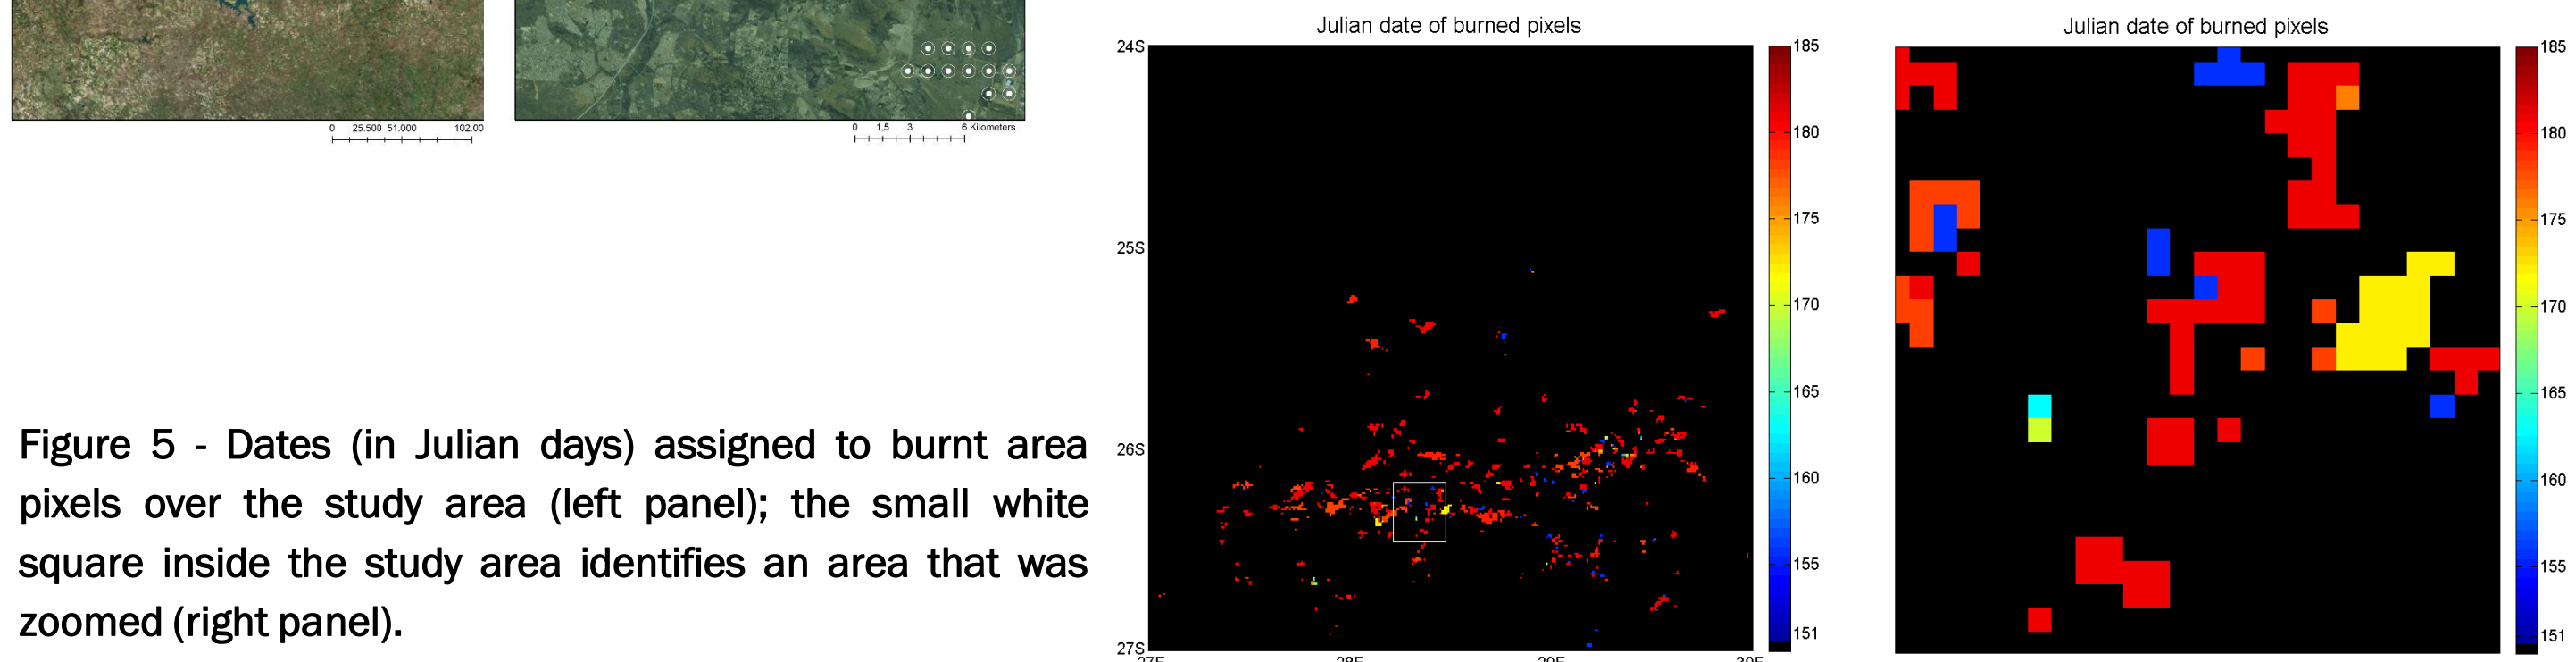 0 25.500 51.000 102.00
0 1,5 3 6 Kilometers
Figure 5 - Dates (in Julian days) assigned to burnt area
pixels over the study area (left panel); the small white
square inside the study area identifies an area that was
zoomed (right panel).
Julian date of burned pixels
24S
25S
26S
27S
185
180
175
170
165
160
155
151
Julian date of burned pixels
185
180
175
170
165
160
155
151